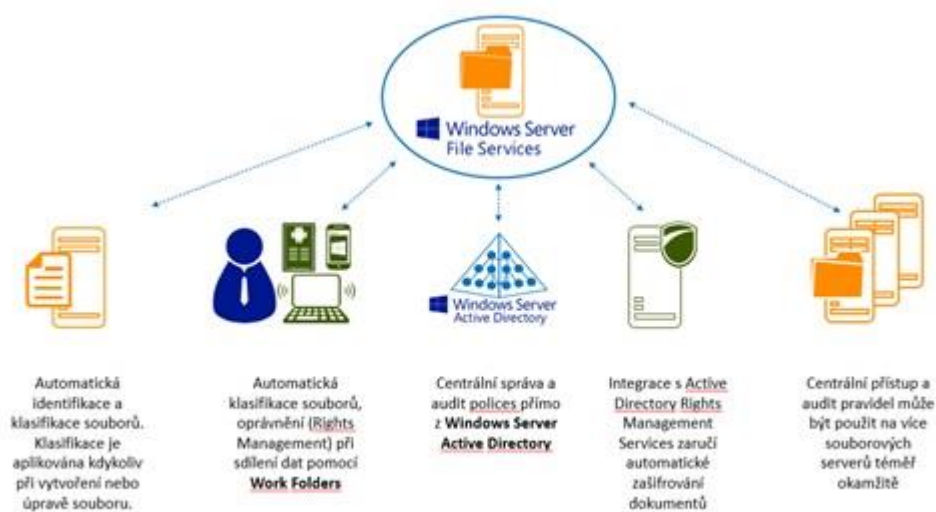 Windows Server
File Services
Windows Server
Active Directory
Automatická
identifikace a
klasifikace souborů.
Klasifikace je
aplikována kdykoliv
při vytvoření nebo
úpravě souboru.
Automatická
klasifikace souborů,
oprávnění (Rights
Management) při
sdílení dat pomocí
Work Folders
Centrální správa a
audit polices přímo
z Windows Server
Active Directory
Integrace s Active
Directory Rights
Management
Services zaručí
automatické
zašifrování
dokumentů
Centrální přístup a
audit pravidel může
být použit na více
souborových
serverů téměř
okamžitě